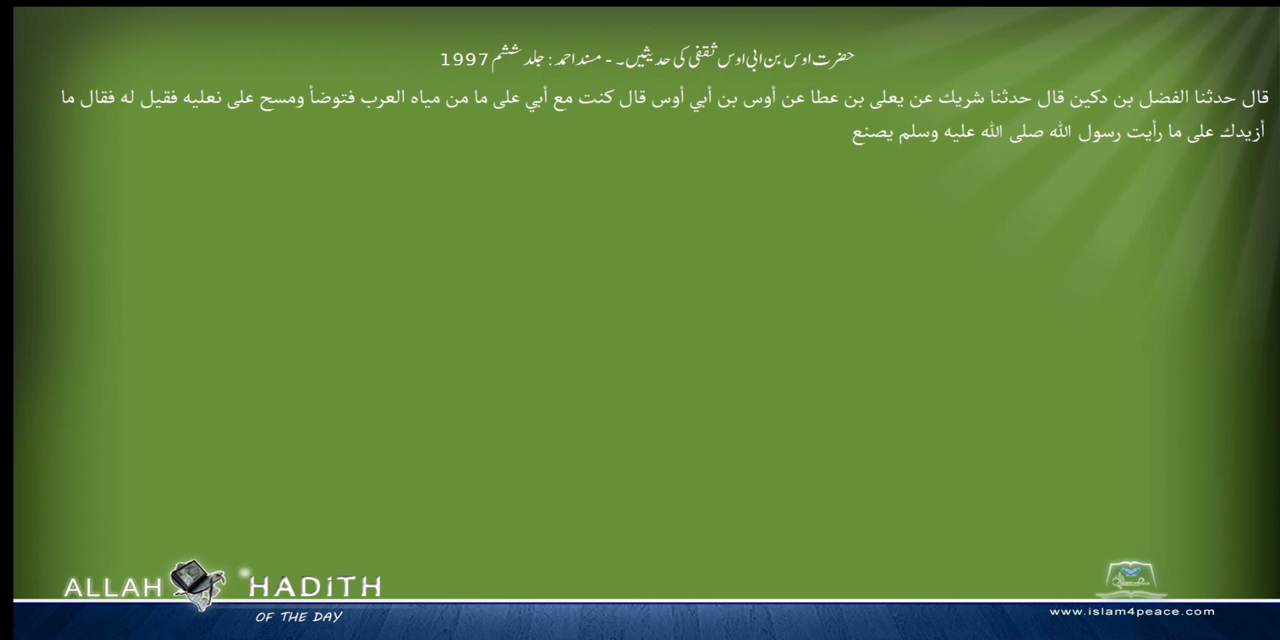 حضرت اوس بن ابی اوس ثقفی کی حدیثیں۔ - مسند احمد : جلد ششم 1997
قال حدثنا الفضل بن دكين قال حدثنا شريك عن يعلى بن عطا عن أوس بن أبي أوس قال كنت مع أبي على ما من مياه العرب فتوضأ ومسح على نعليه فقيل له فقال ما
أزيدك على ما رأيت رسول الله صلى الله عليه وسلم يصنع
ALLAH HADiTH
OF THE DAY
www.islam4peace.com